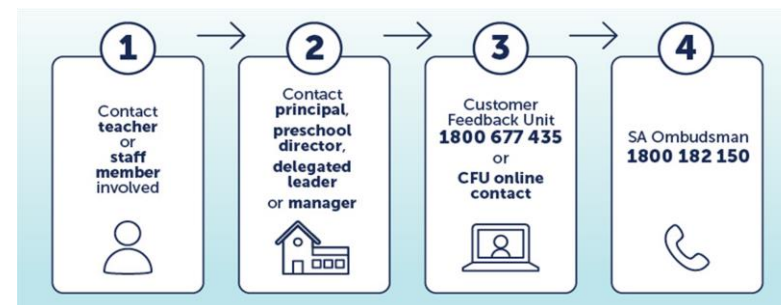 1
Contact
teacher
or
staff
member
involved
2
Contact
principal,
preschool
director,
delegated
leader
or manager
3
Customer
Feedback Unit
1800 677 435
or
CFU online
contact
4
SA Ombudsman
1800 182 150